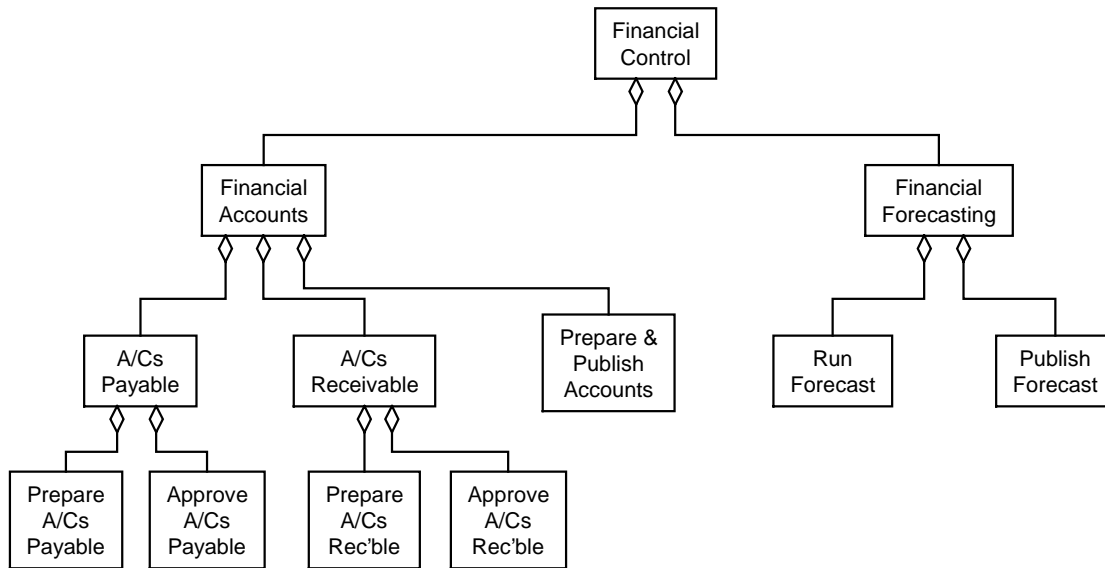 Financial
Control
Financial
Accounts
Financial
Forecasting
A/Cs
Payable
A/Cs
Receivable
Prepare &
Publish
Accounts
Run
Forecast
Publish
Forecast
Prepare
A/Cs
Payable
Approve
A/Cs
Payable
Prepare
A/Cs
Rec'ble
Approve
A/Cs
Rec'ble